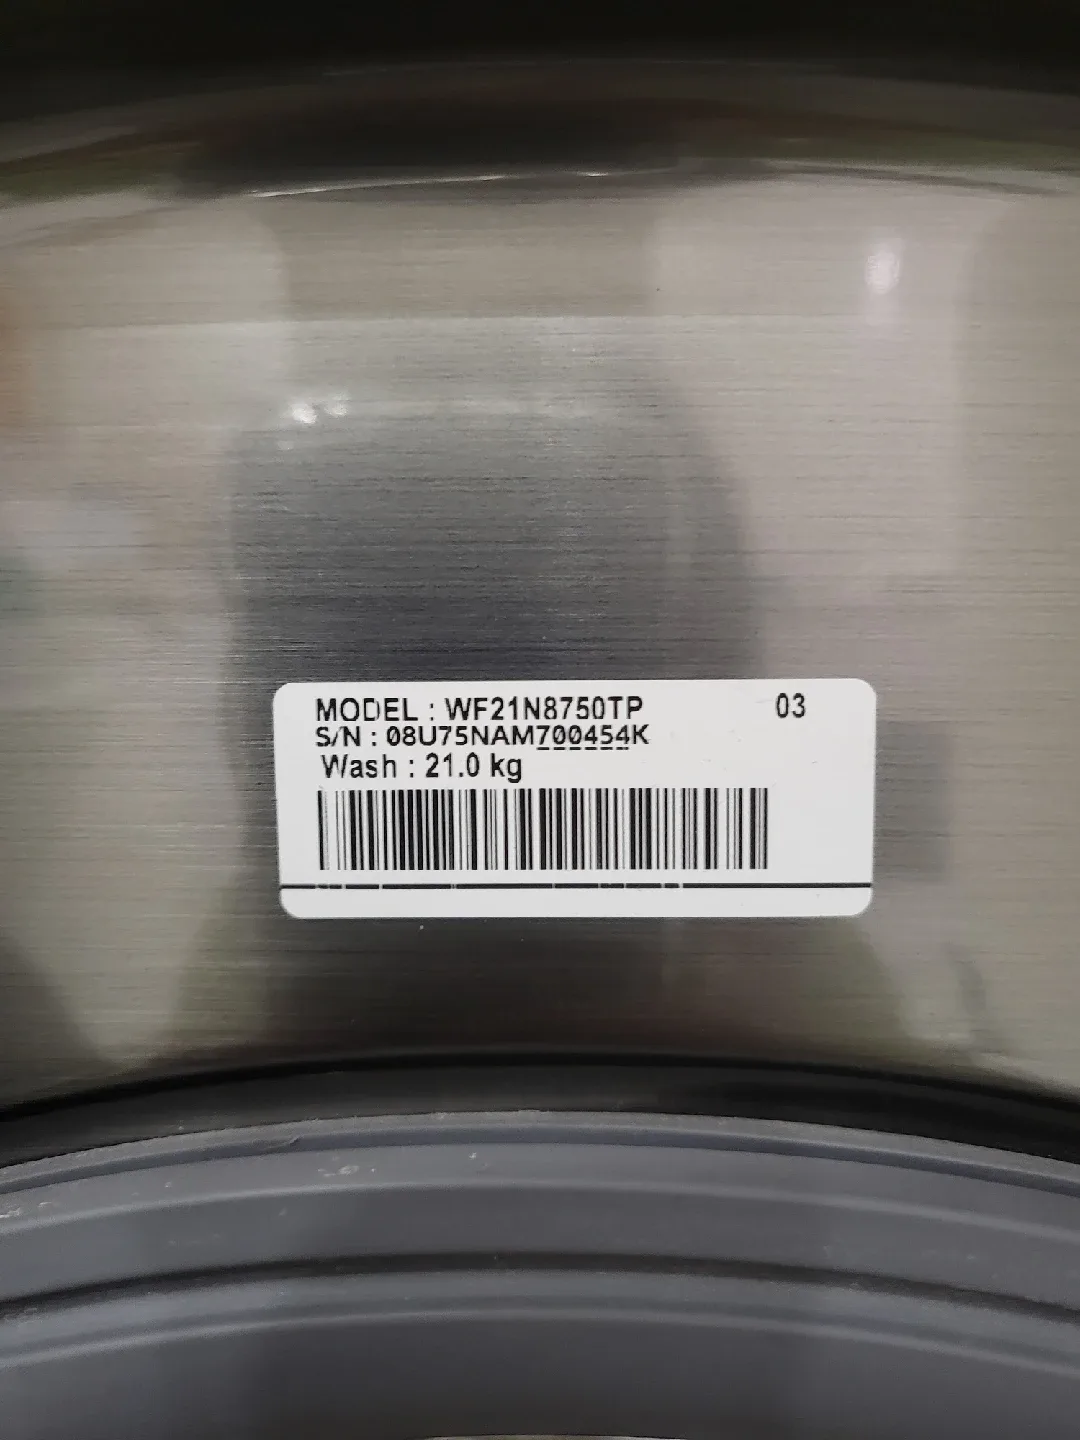 MODEL : WF21N8750TP 03
S/N : 08U75NAM700454K
Wash : 21.0 kg